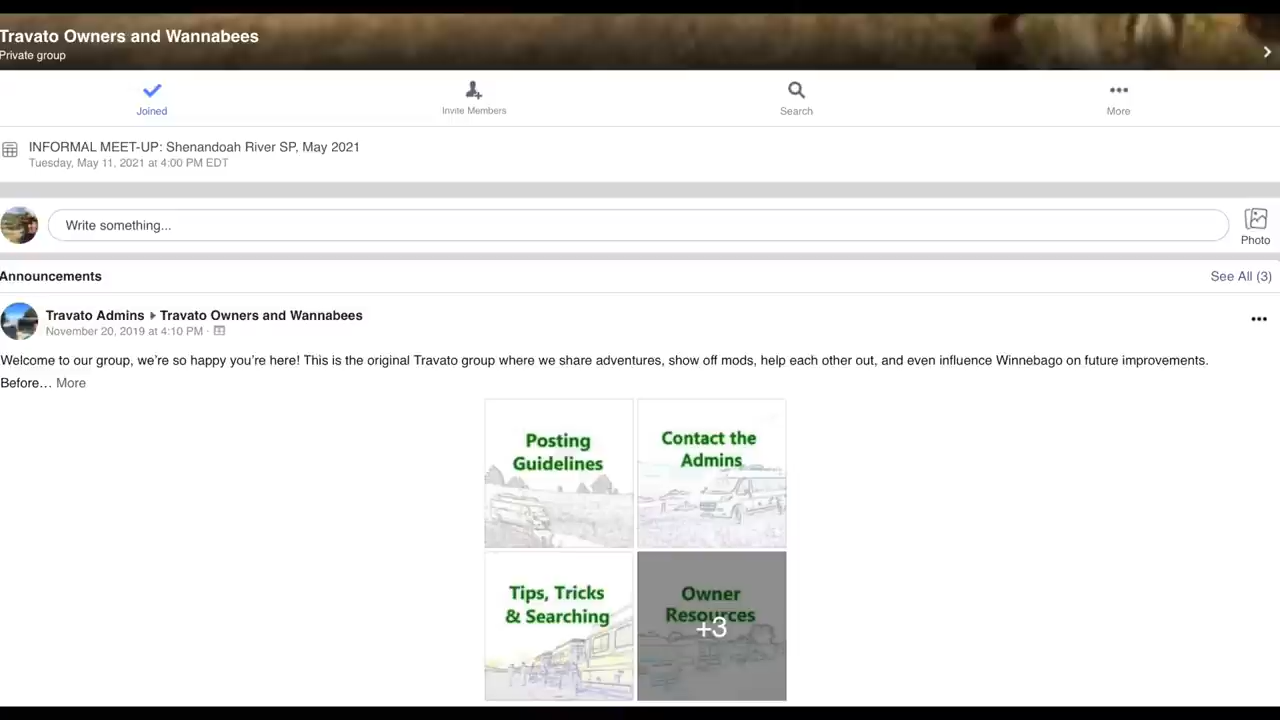 Travato Owners and Wannabees
Private group
Joined
Invite Members
Search
More
INFORMAL MEET-UP: Shenandoah River SP, May 2021
Tuesday, May 11, 2021 at 4:00 PM EDT
Write something...
Photo
Announcements
See All (3)
Travato Admins ▸ Travato Owners and Wannabees
November 20, 2019 at 4:10 PM ·
Welcome to our group, we’re so happy you’re here! This is the original Travato group where we share adventures, show off mods, help each other out, and even influence Winnebago on future improvements.
Before… More
Posting
Guidelines
Contact the
Admins
Tips, Tricks
& Searching
Owner
Resources
+3